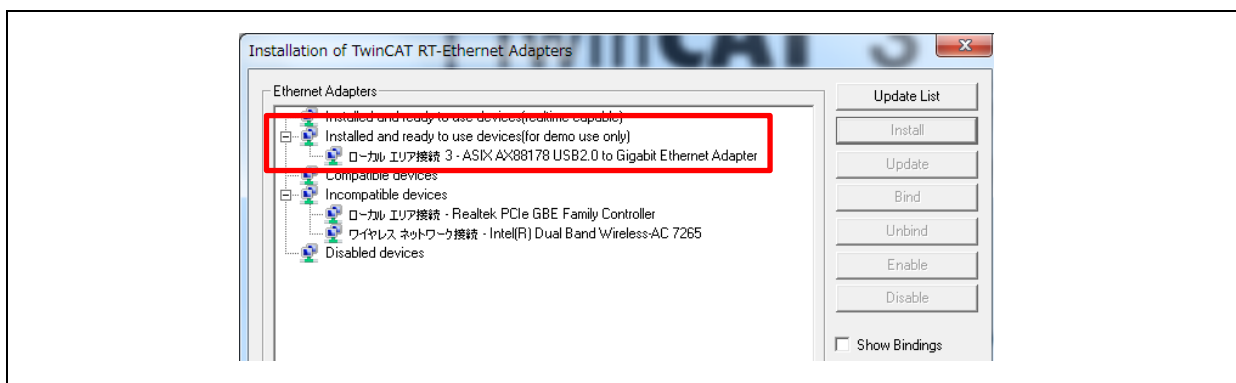 TwinCAT 3
Installation of TwinCAT RT-Ethernet Adapters
Ethernet Adapters
Installed and ready to use devices(realtime capable)
Installed and ready to use devices(for demo use only)
ローカル エリア接続 3 - ASIX AX88178 USB2.0 to Gigabit Ethernet Adapter
Compatible devices
Incompatible devices
ローカル エリア接続 - Realtek PCIe GBE Family Controller
ワイヤレス ネットワーク接続 - Intel(R) Dual Band Wireless-AC 7265
Disabled devices
Update List
Install
Update
Bind
Unbind
Enable
Disable
Show Bindings